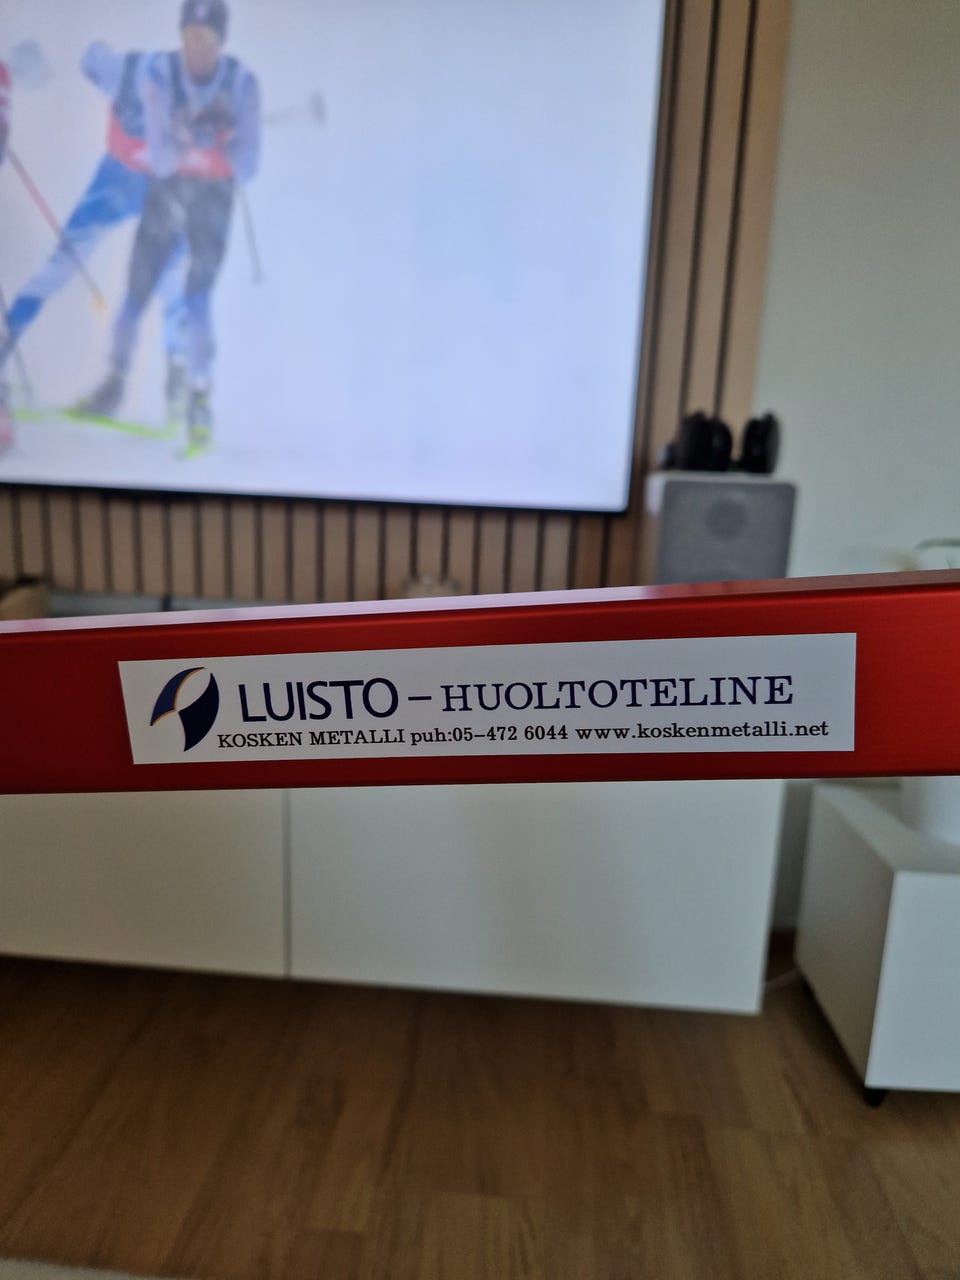 LUISTO – HUOLTOTELINE
KOSKEN METALLI puh:05–472 6044 www.koskenmetalli.net